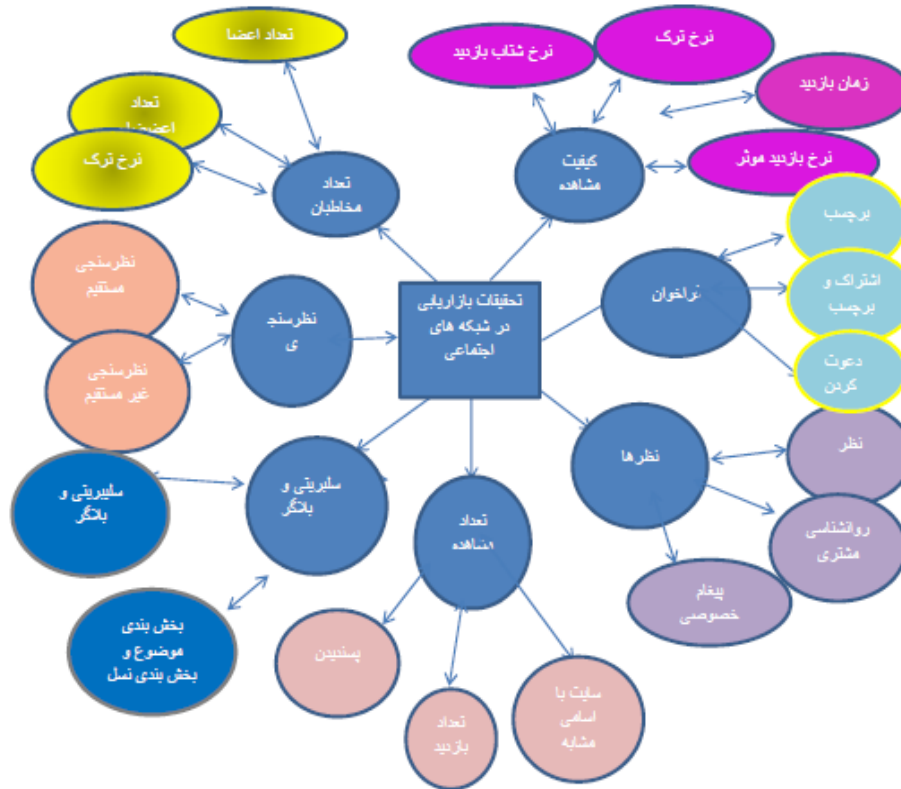 تعداد اعضا
تعداد
نرخ ترک
تعداد
مخاطبان
نرخ شتاب بازدید
نرخ ترک
زمان بازدید
نرخ بازدید موثر
کیفیت
مشاهده
تحقیقات بازاریابی
در شبکه های
اجتماعی
نظرسنجی
مستقیم
نظرسنجی
غیر مستقیم
نظرسنج
ی
فراخوان
برچسب
اشتراک و
برچسب
دعوت
کردن
نظرها
نظر
روانشناسی
مشتری
پیغام
خصوصی
سلبریتی و
بلاگر
سلیبریتی و
بلاگر
بخش بندی
موضوع و
بخش بندی نسل
تعداد
مشاهده
پسندیدن
تعداد
بازدید
سایت با
اسامی
مشابه